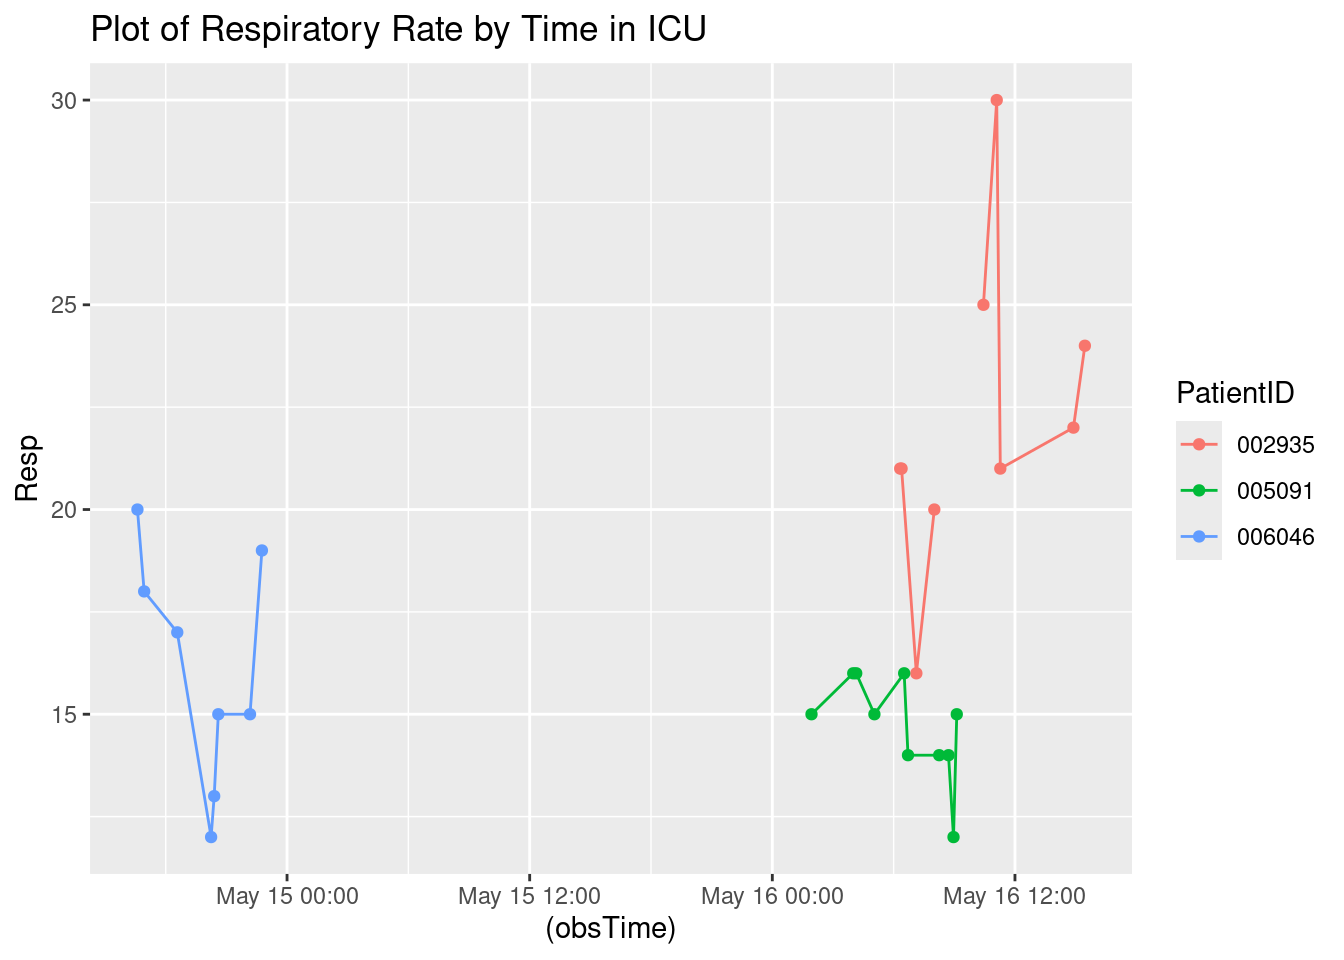 Plot of Respiratory Rate by Time in ICU
30
25
20
15
Resp
May 15 00:00
May 15 12:00
May 16 00:00
May 16 12:00
(obsTime)
PatientID
002935
005091
006046